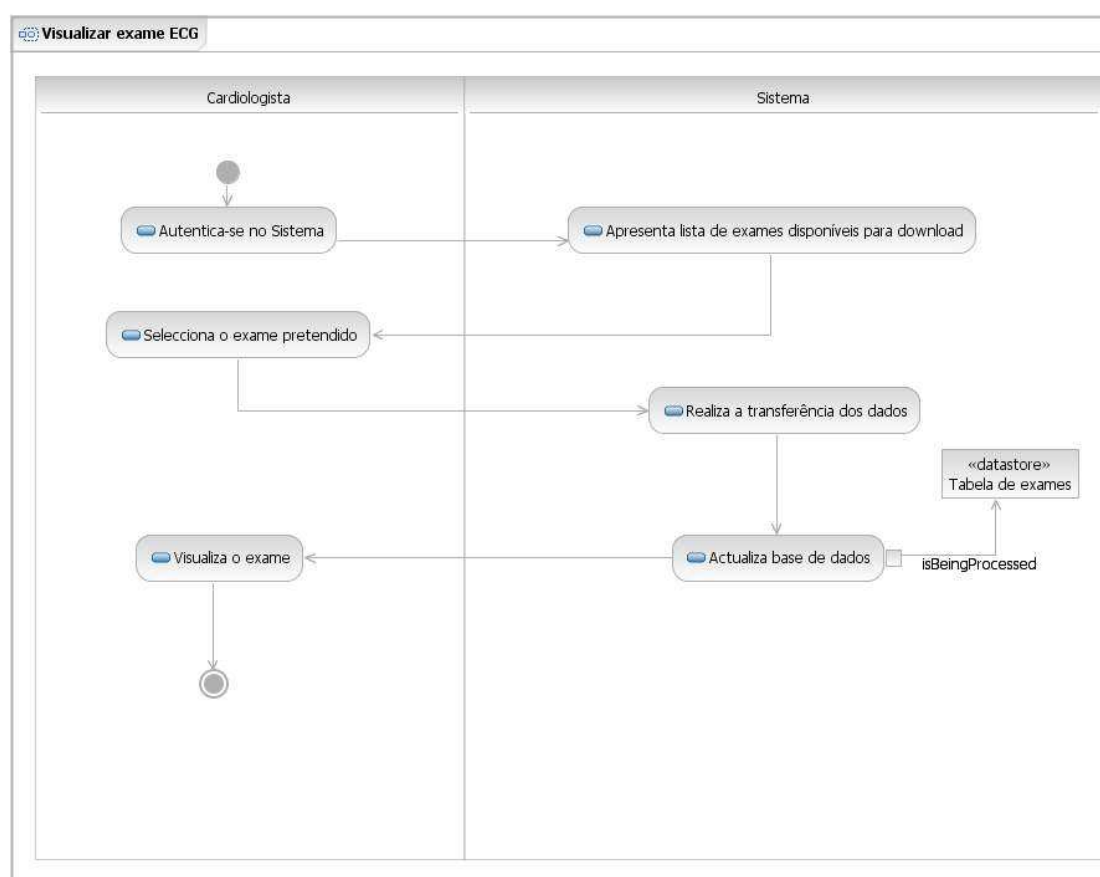 Visualizar exame ECG
Cardiologista
Sistema
Autentica-se no Sistema
Apresenta lista de exames disponíveis para download
Selecciona o exame pretendido
Realiza a transferência dos dados
«datastore»
Tabela de exames
Visualiza o exame
Actualiza base de dados
isBeingProcessed